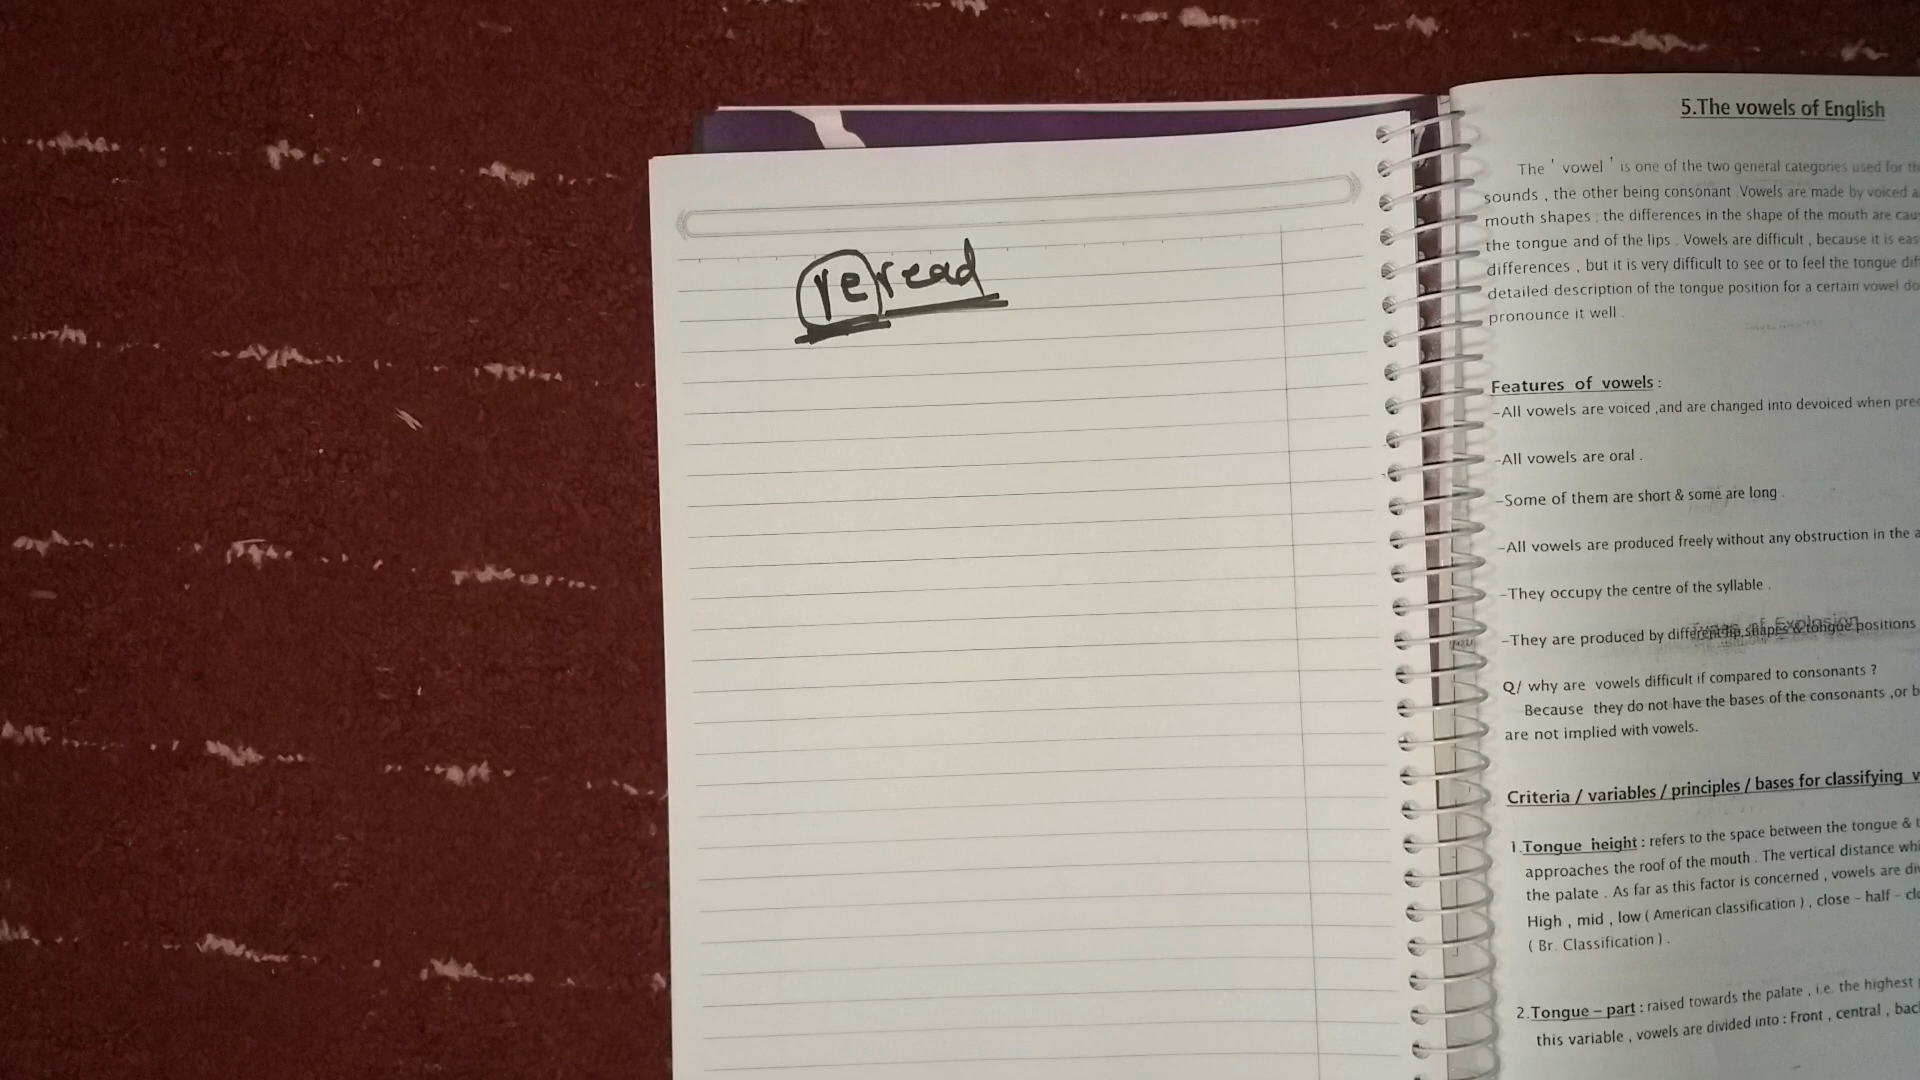 reread
5.The vowels of English
The ' vowel ' is one of the two general categories used for
sounds , the other being consonant .Vowels are made by voiced
mouth shapes ; the differences in the shape of the mouth are
the tongue and of the lips . Vowels are difficult , because it is
differences , but it is very difficult to see or to feel the tongue
detailed description of the tongue position for a certain vowel
pronounce it well .
Features of vowels :
-All vowels are voiced ,and are changed into devoiced when
-All vowels are oral .
-Some of them are short & some are long .
-All vowels are produced freely without any obstruction in the
-They occupy the centre of the syllable .
-They are produced by different lip shapes & tongue positions
Q/ why are vowels difficult if compared to consonants ?
Because they do not have the bases of the consonants ,or
are not implied with vowels.
Criteria / variables / principles / bases for classifying
1.Tongue height : refers to the space between the tongue &
approaches the roof of the mouth . The vertical distance
the palate . As far as this factor is concerned , vowels are
High , mid , low ( American classification ) , close - half -
( Br. Classification ) .
2.Tongue - part : raised towards the palate , i.e. the highest
this variable , vowels are divided into : Front , central ,